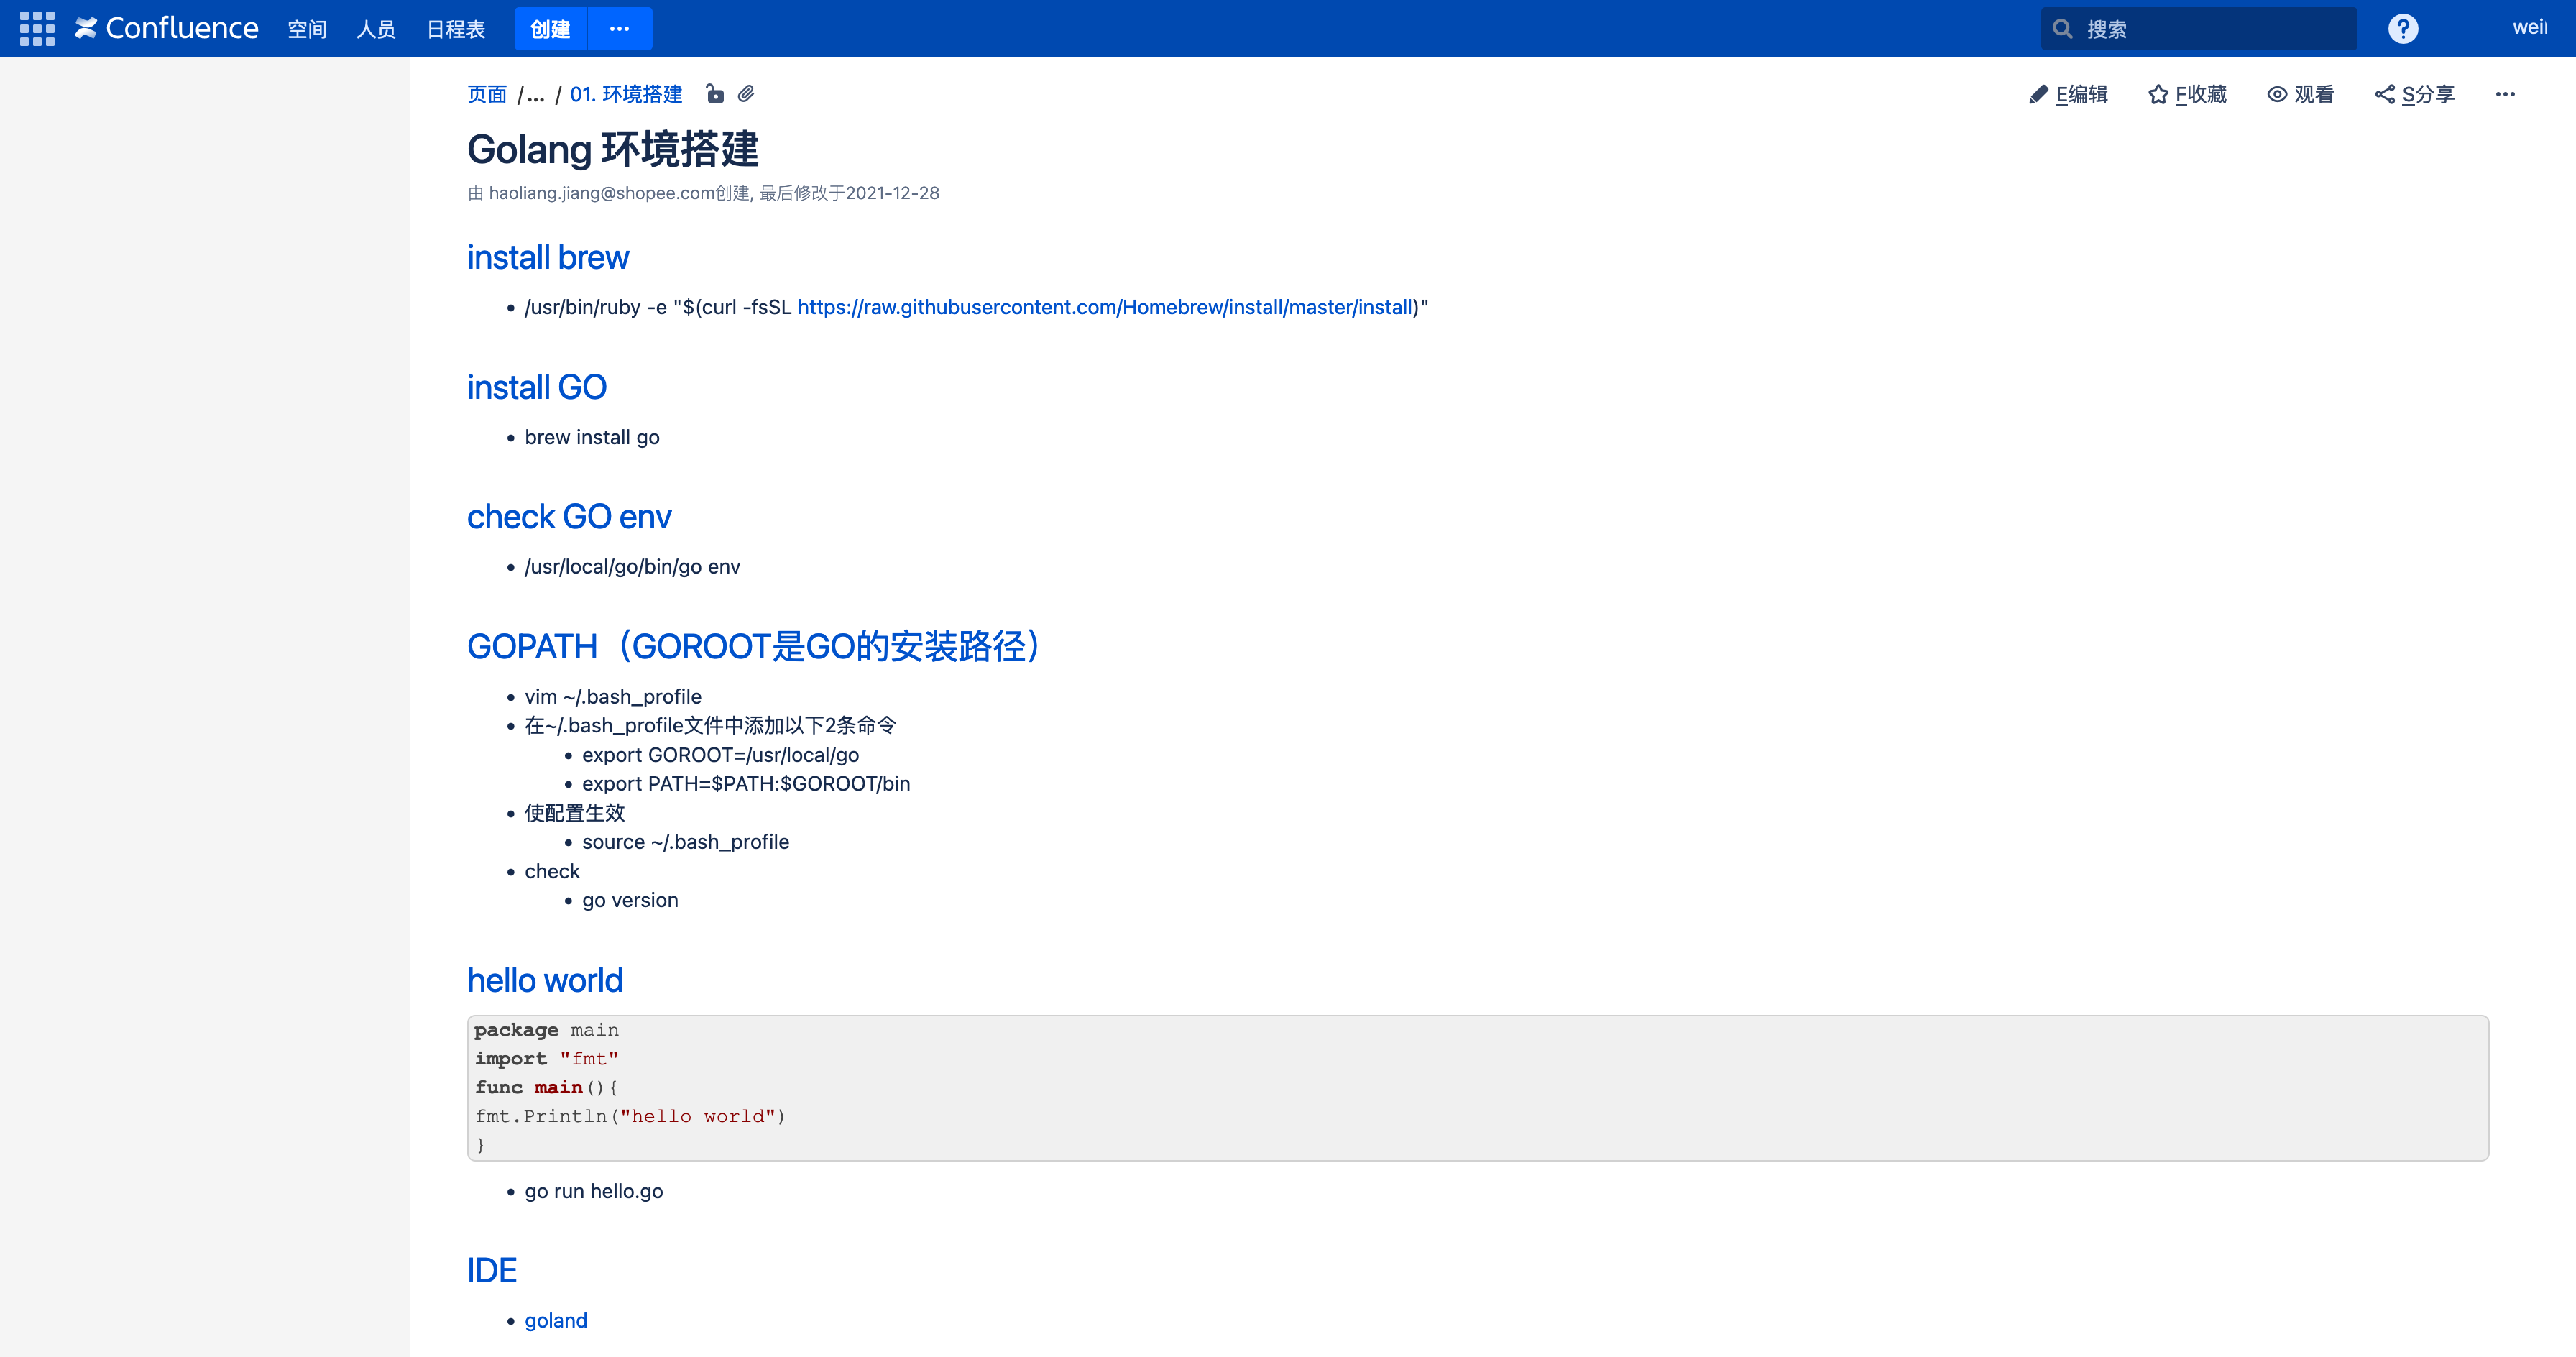 Confluence 空间 人员 日程表 创建 ··· 搜索 ? weil
页面 /... / 01. 环境搭建 E编辑 F收藏 观看 S分享 ···
Golang 环境搭建
由 haoliang.jiang@shopee.com创建, 最后修改于2021-12-28
install brew
• /usr/bin/ruby -e "$(curl -fsSL https://raw.githubusercontent.com/Homebrew/install/master/install)"
install GO
• brew install go
check GO env
• /usr/local/go/bin/go env
GOPATH（GOROOT是GO的安装路径）
• vim ~/.bash_profile
• 在~/.bash_profile文件中添加以下2条命令
• export GOROOT=/usr/local/go
• export PATH=$PATH:$GOROOT/bin
• 使配置生效
• source ~/.bash_profile
• check
• go version
hello world
package main
import "fmt"
func main(){
fmt.Println("hello world")
}
• go run hello.go
IDE
• goland